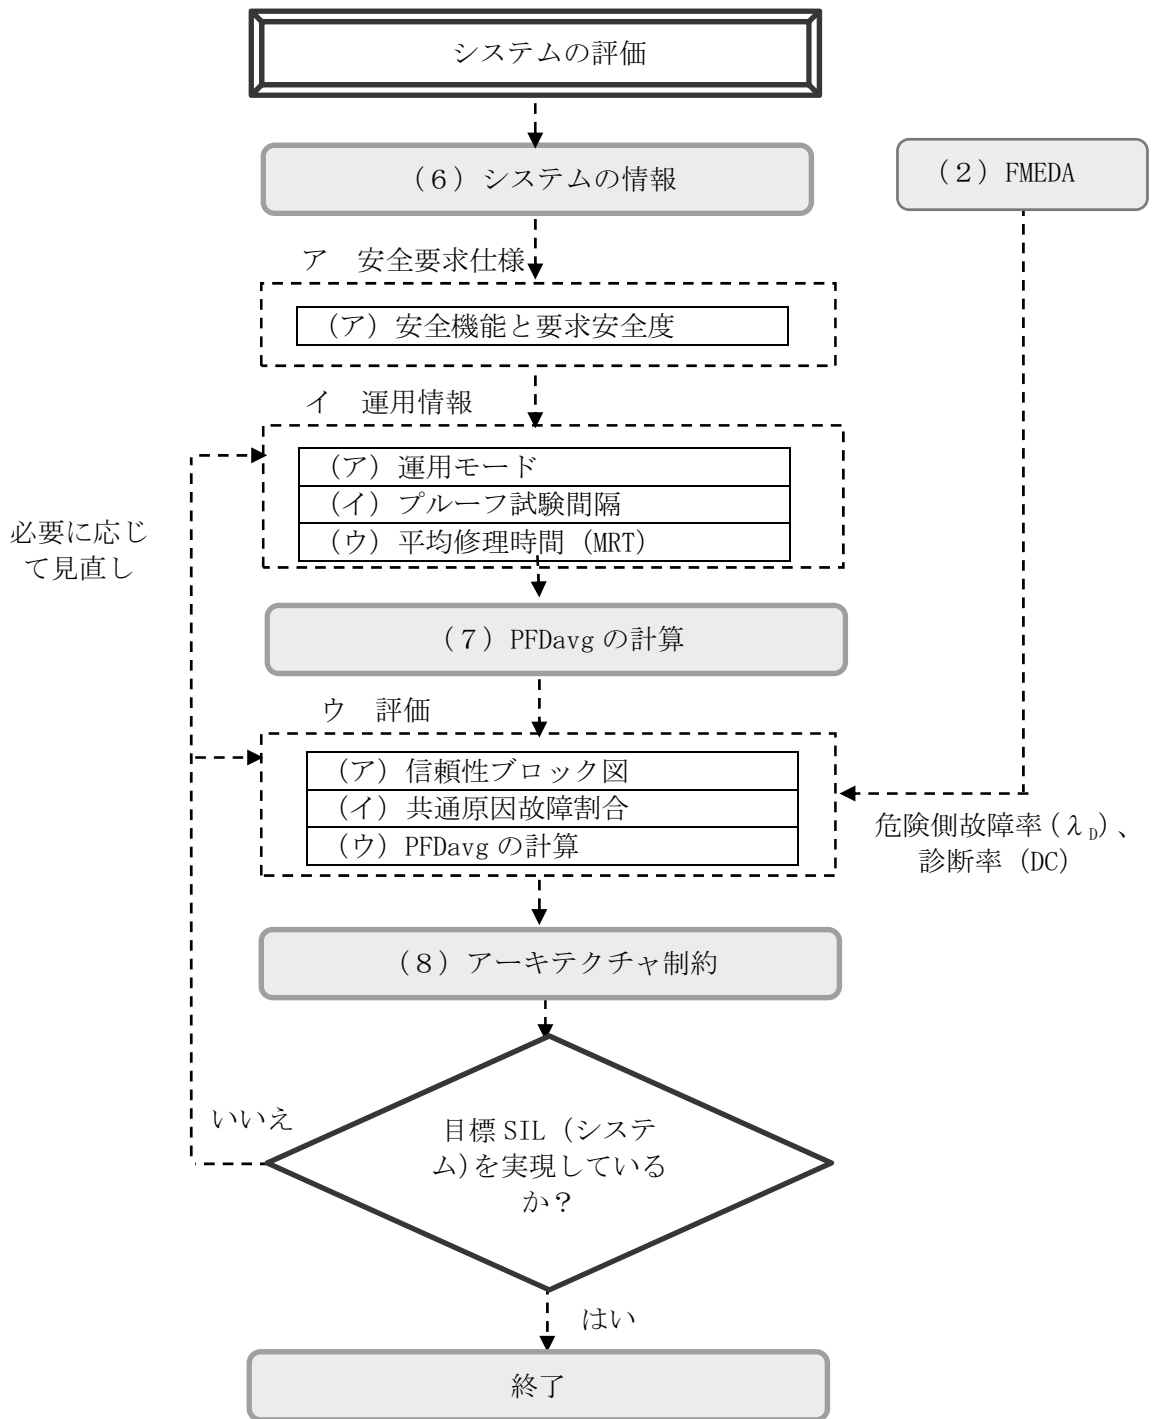 システムの評価
（６）システムの情報
（２）FMEDA
ア　安全要求仕様
（ア）安全機能と要求安全度
イ　運用情報
（ア）運用モード
（イ）プルーフ試験間隔
（ウ）平均修理時間（MRT）
必要に応じ
て見直し
（７）PFDavg の計算
ウ　評価
（ア）信頼性ブロック図
（イ）共通原因故障割合
（ウ）PFDavg の計算
危険側故障率（λD）、
診断率（DC）
（８）アーキテクチャ制約
いいえ
目標 SIL（システ
ム）を実現している
か？
はい
終了